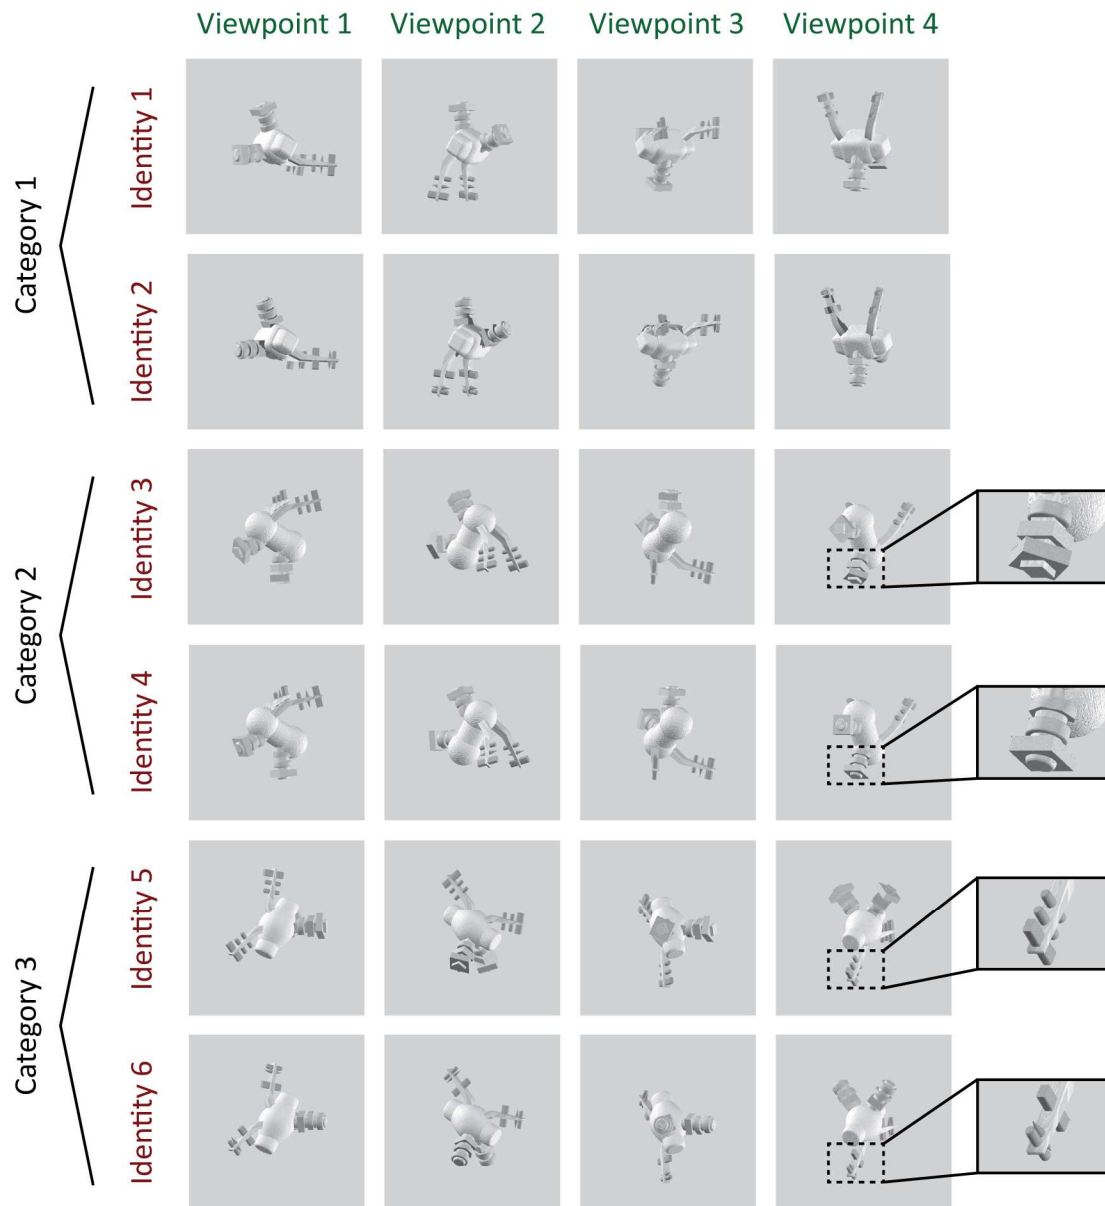 Viewpoint 1 Viewpoint 2 Viewpoint 3 Viewpoint 4
Category 1
Identity 1
Identity 2
Category 2
Identity 3
Identity 4
Category 3
Identity 5
Identity 6